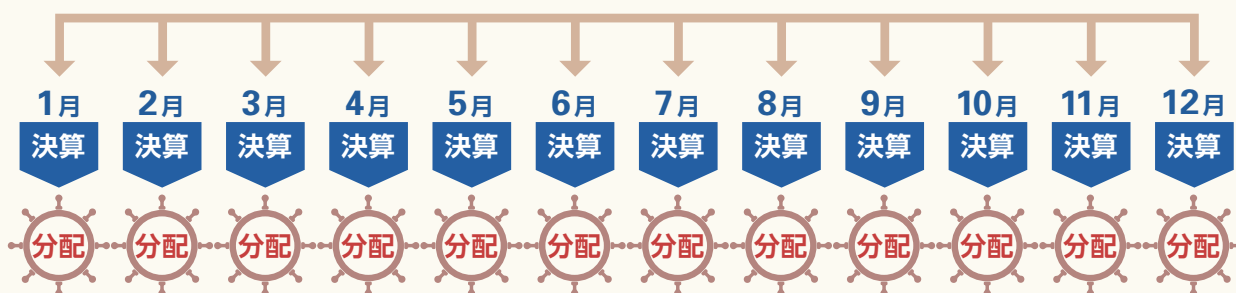 1月 2月 3月 4月 5月 6月 7月 8月 9月 10月 11月 12月
決算 決算 決算 決算 決算 決算 決算 決算 決算 決算 決算 決算
分配 分配 分配 分配 分配 分配 分配 分配 分配 分配 分配 分配